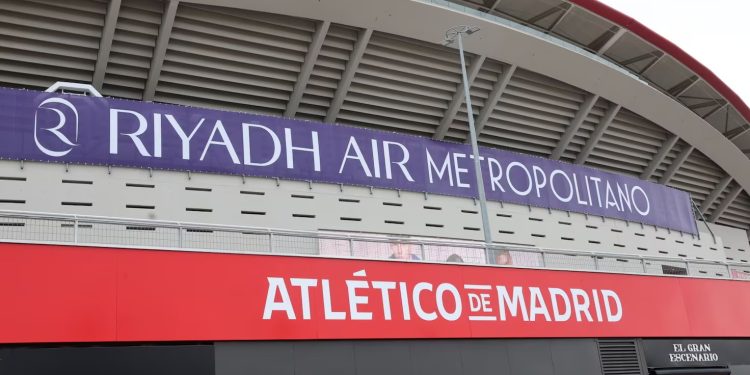 RIYADH AIR METROPOLITANO
ATLÉTICO DE MADRID
EL GRAN
ESCENARIO